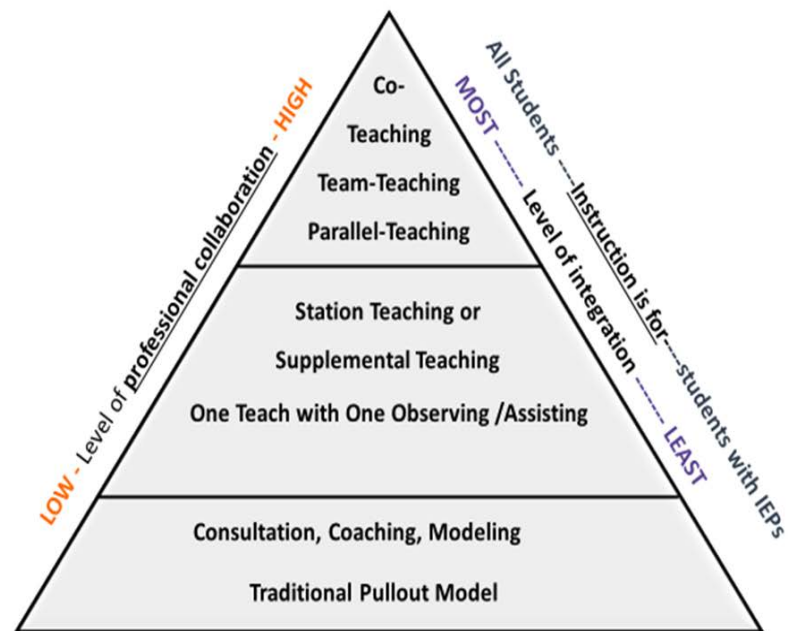 Co-
Teaching
Team-Teaching
Parallel-Teaching
Station Teaching or
Supplemental Teaching
One Teach with One Observing /Assisting
Consultation, Coaching, Modeling
Traditional Pullout Model
LOW - Level of professional collaboration - HIGH
MOST ------- Level of integration ------- LEAST
All Students ----Instruction is for----students with IEPs